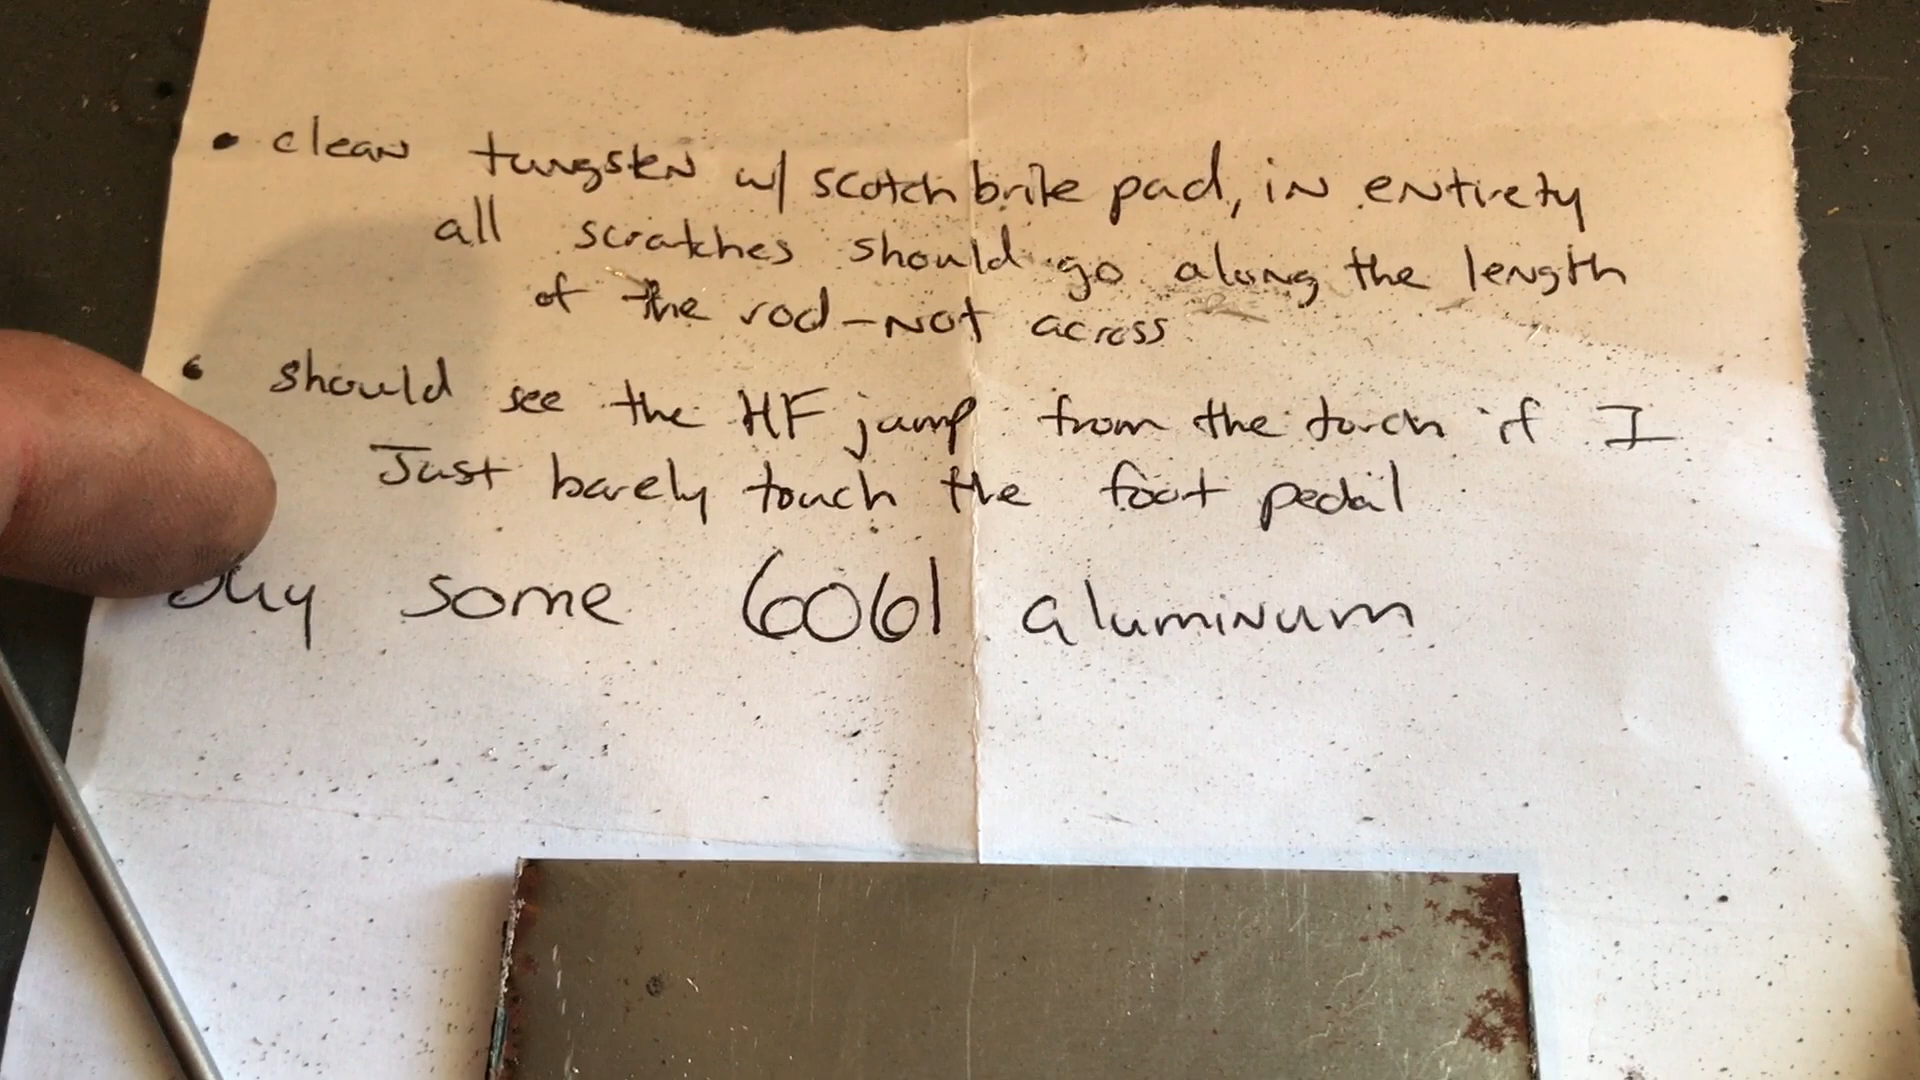 • clean tungsten w/ scotch brite pad, in entirety
all scratches should go along the length
of the rod - not across
• should see the HF jump from the torch if I
Just barely touch the foot pedal
Buy some 6061 aluminum